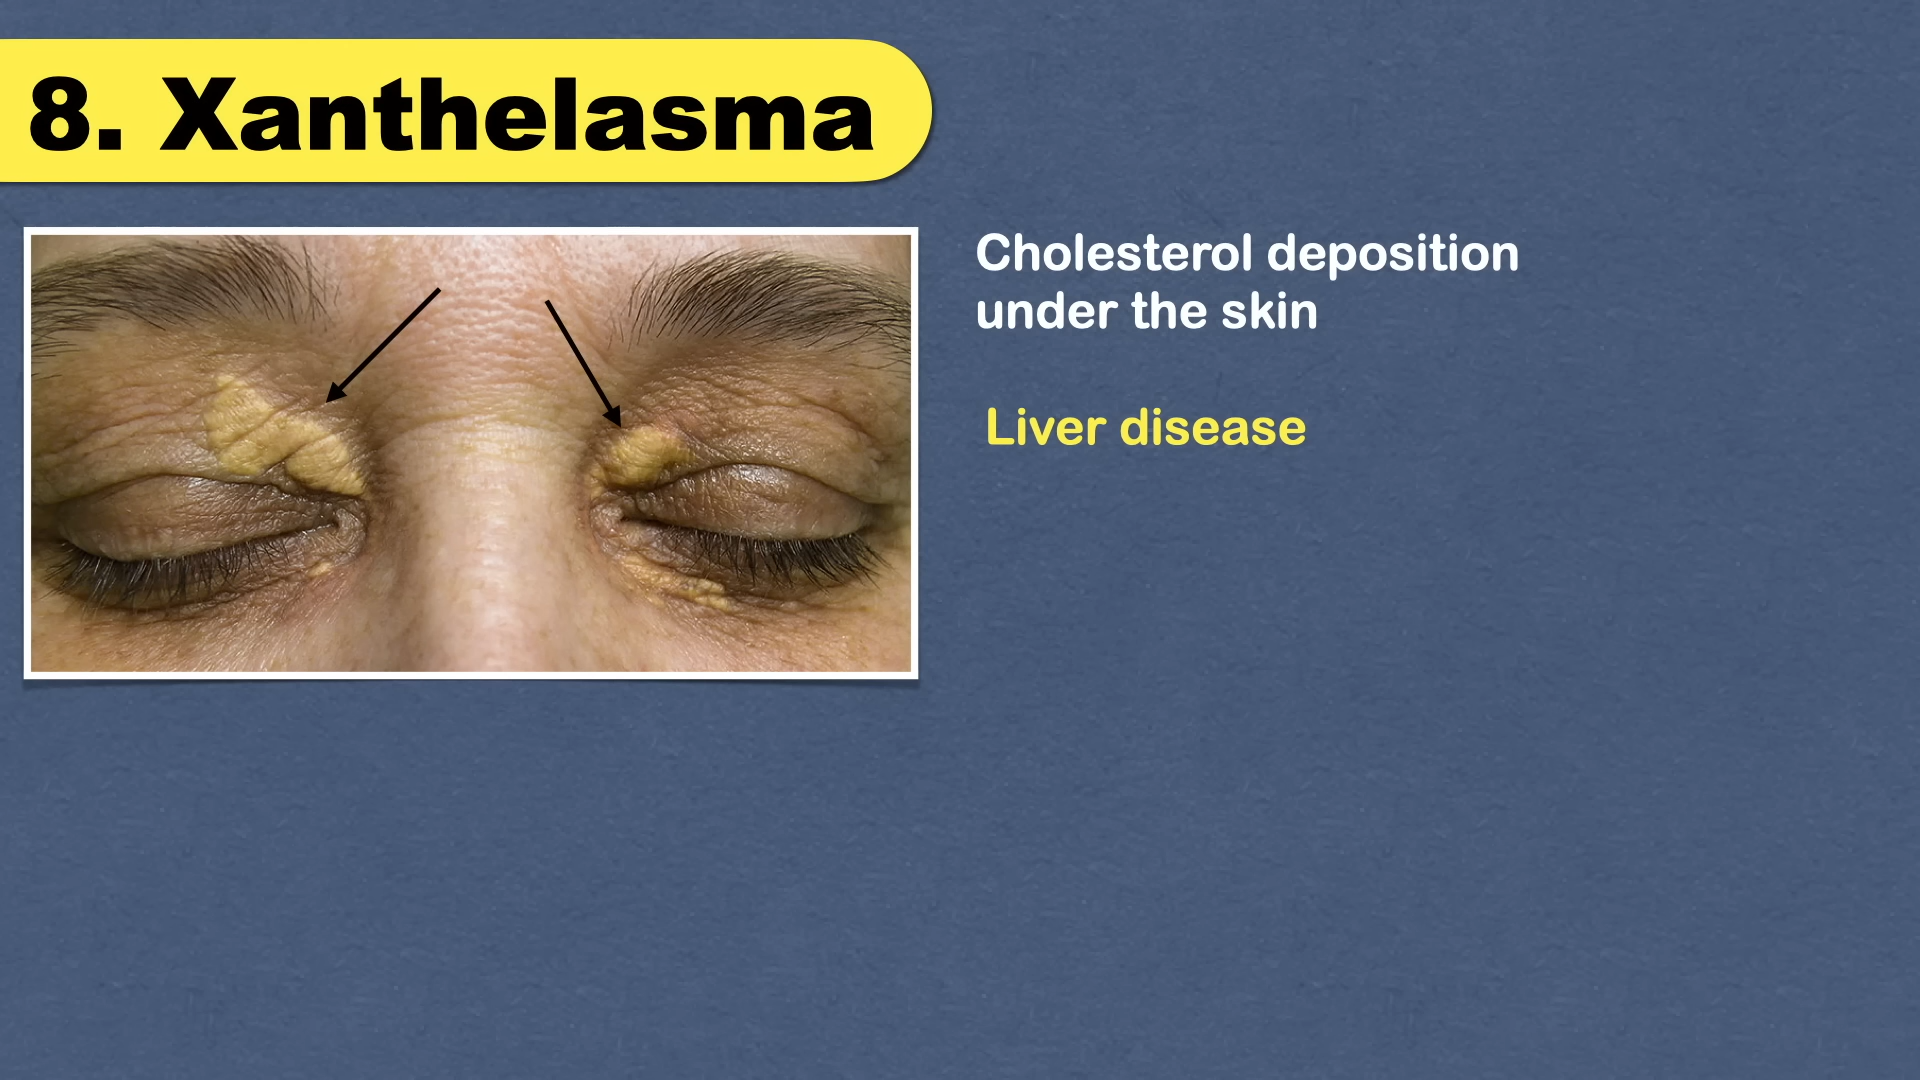 8. Xanthelasma
Cholesterol deposition
under the skin
Liver disease